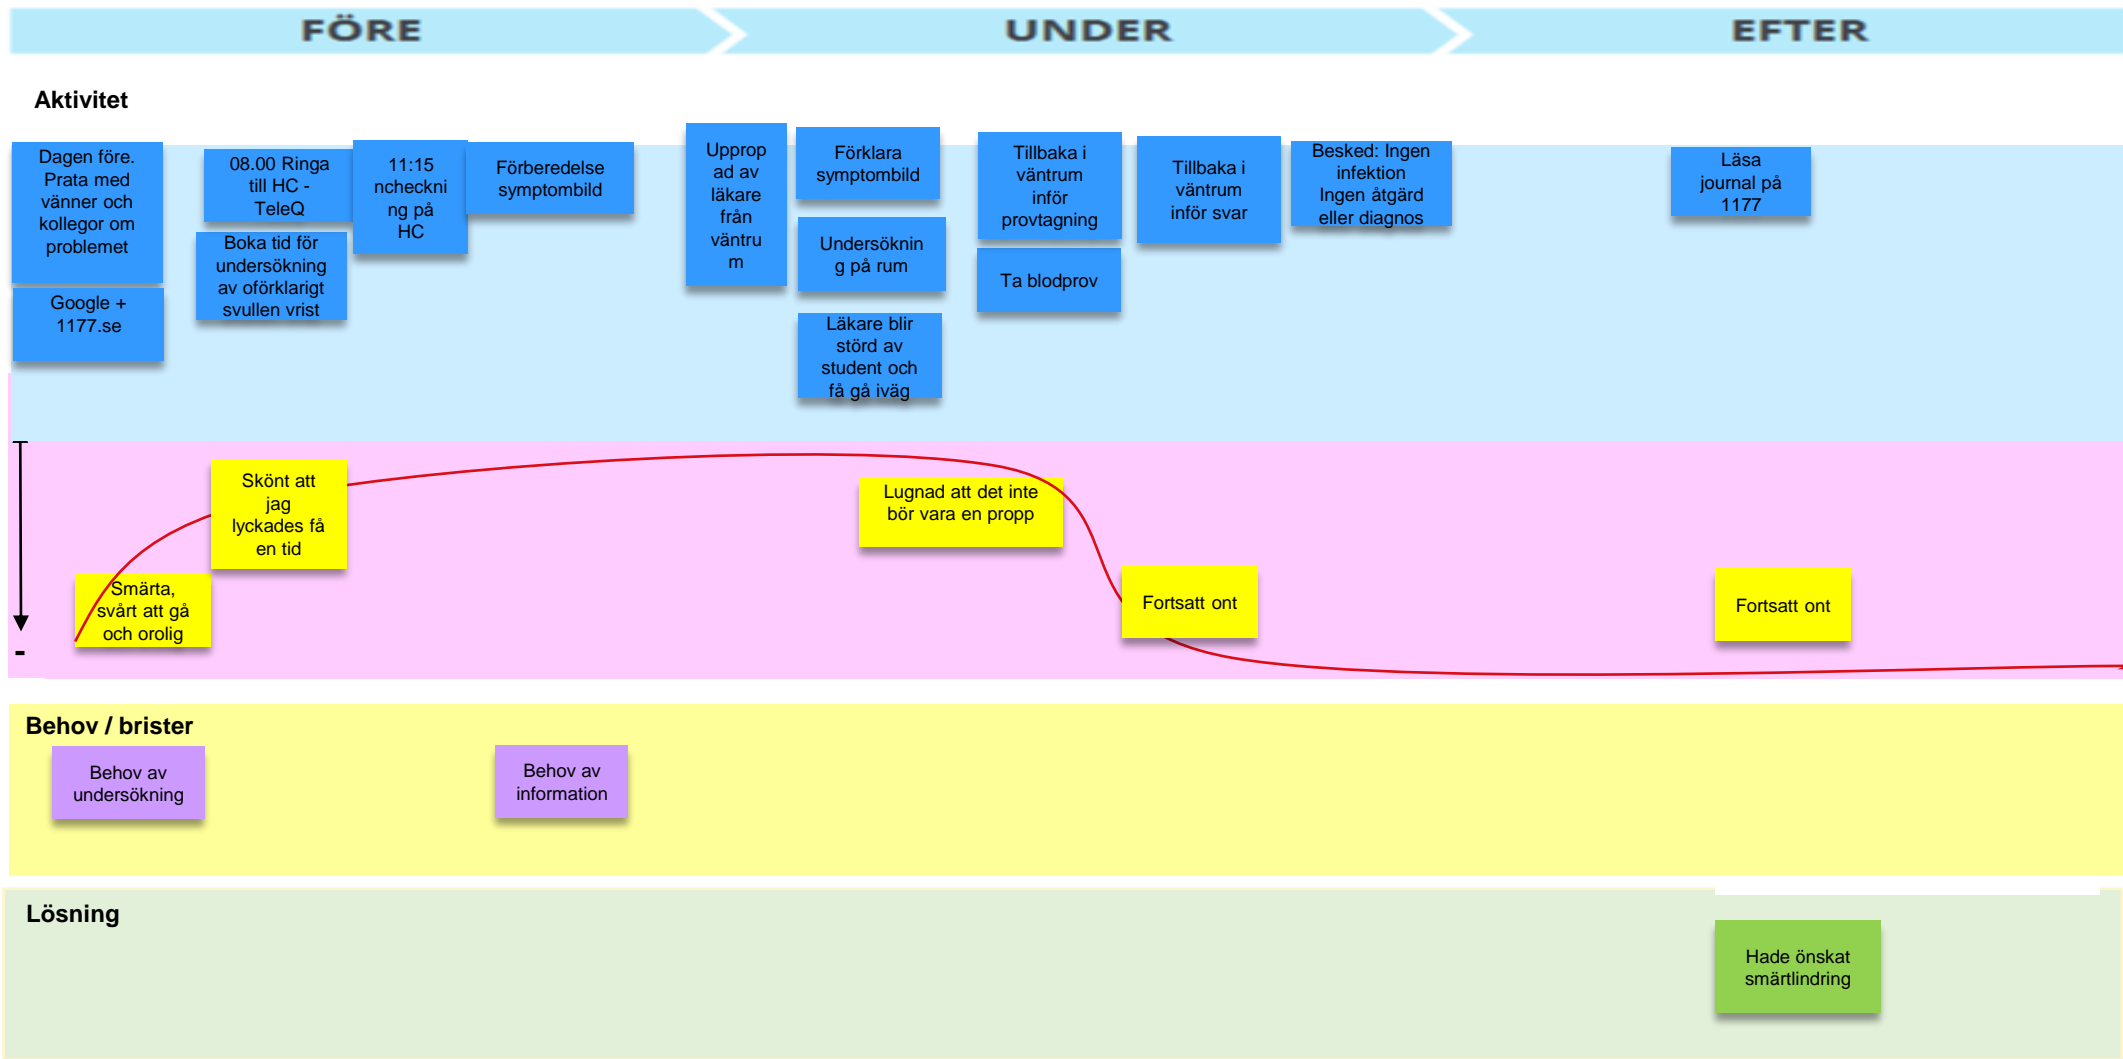 FÖRE
UNDER
EFTER
Aktivitet
Dagen före.
Prata med
vänner och
kollegor om
problemet
Google +
1177.se
08.00 Ringa
till HC -
TeleQ
Boka tid för
undersökning
av oförklarigt
svullen vrist
11:15
ncheckni
ng på
HC
Förberedelse
symptombild
Upprop
ad av
läkare
från
väntru
m
Förklara
symptombild
Undersöknin
g på rum
Läkare blir
störd av
student och
få gå iväg
Tillbaka i
väntrum
inför
provtagning
Ta blodprov
Tillbaka i
väntrum
inför svar
Besked: Ingen
infektion
Ingen åtgärd
eller diagnos
Läsa
journal på
1177
Smärta,
svårt att gå
och orolig
Skönt att
jag
lyckades få
en tid
Lugnad att det inte
bör vara en propp
Fortsatt ont
Fortsatt ont
-
Behov / brister
Behov av
undersökning
Behov av
information
Lösning
Hade önskat
smärtlindring